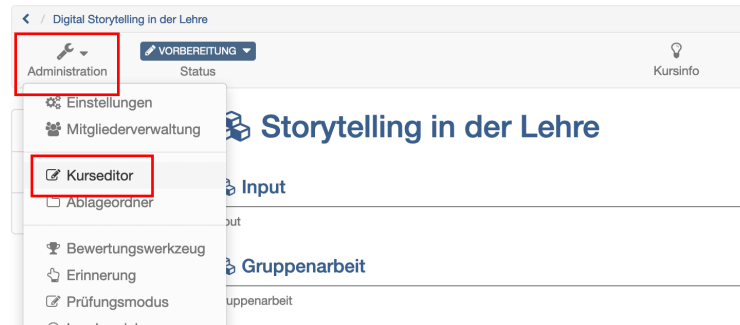 / Digital Storytelling in der Lehre
Administration
VORBEREITUNG
Status
Kursinfo
Einstellungen
Mitgliederverwaltung
Storytelling in der Lehre
Kurseditor
Input
Ablageordner
Bewertungswerkzeug
Gruppenarbeit
Erinnerung
Prüfungsmodus